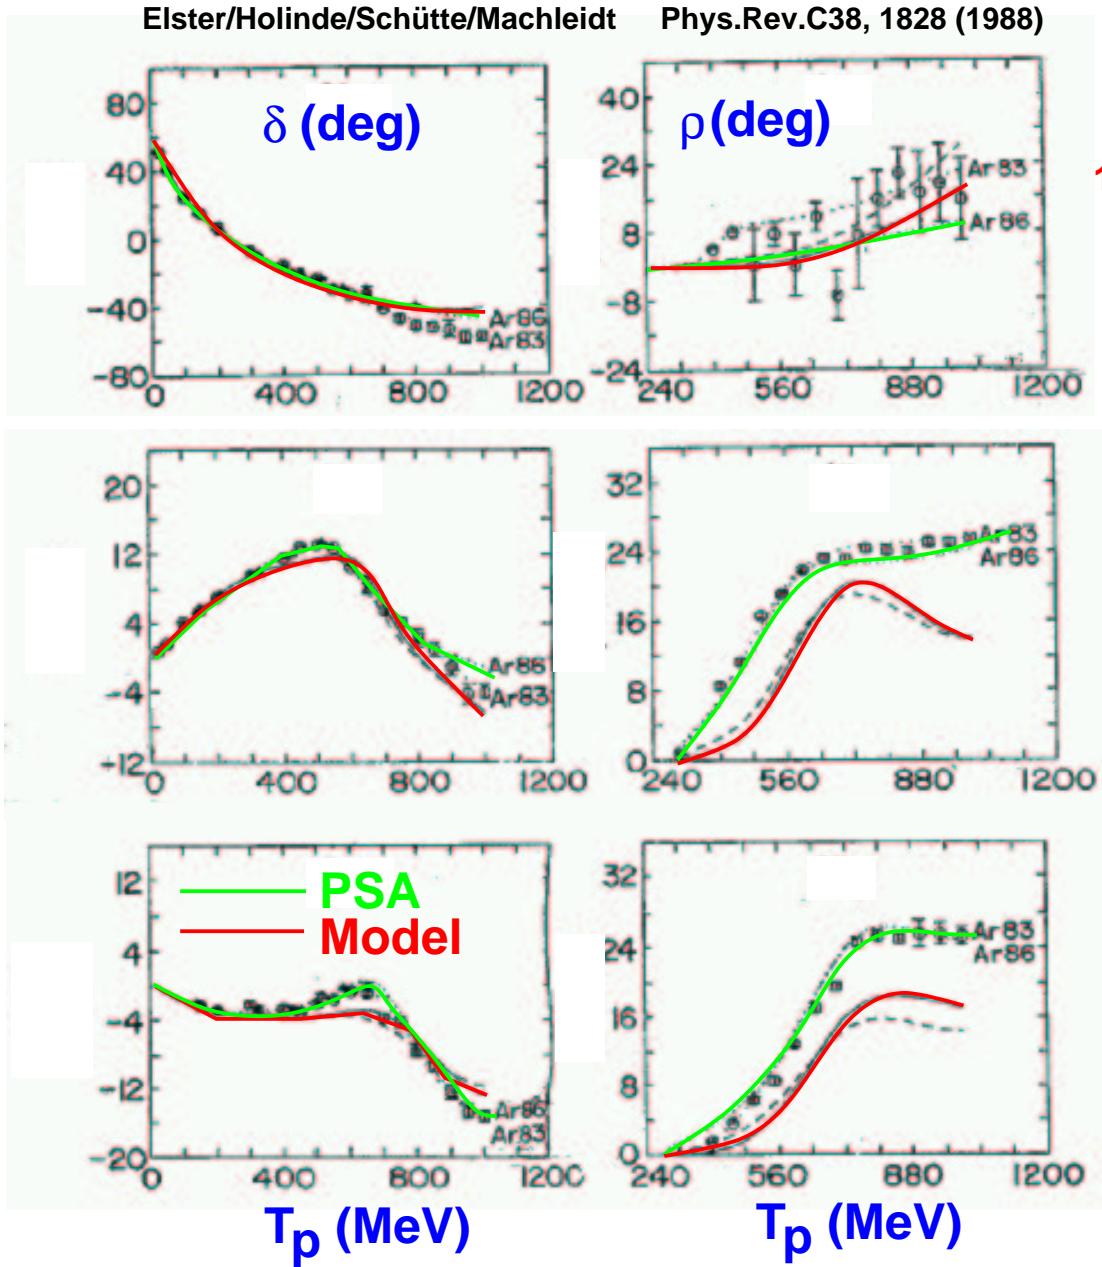 Elster/Holinde/Schütte/Machleidt Phys.Rev.C38, 1828 (1988)
80
40
0
-40
-80
0 400 800 1200
δ (deg)
Ar86
Ar83
40
24
8
-8
-24
240 560 880 1200
ρ(deg)
Ar83
Ar86
20
12
4
-4
-12
0 400 800 1200
Ar86
Ar83
32
24
16
8
0
240 560 880 1200
Ar83
Ar86
12
4
-4
-12
-20
0 400 800 1200
PSA
Model
Ar86
Ar83
Tp (MeV)
32
24
16
8
0
240 560 880 1200
Ar83
Ar86
Tp (MeV)